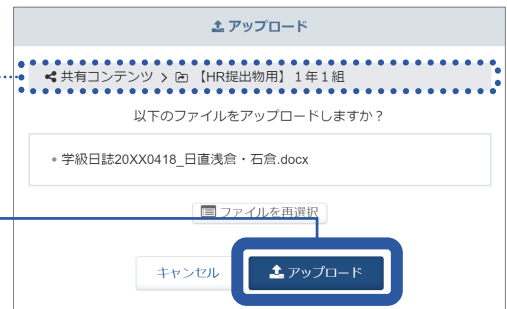 アップロード
共有コンテンツ > 【HR提出物用】１年１組
以下のファイルをアップロードしますか？
• 学級日誌20XX0418_日直浅倉・石倉.docx
ファイルを再選択
キャンセル アップロード